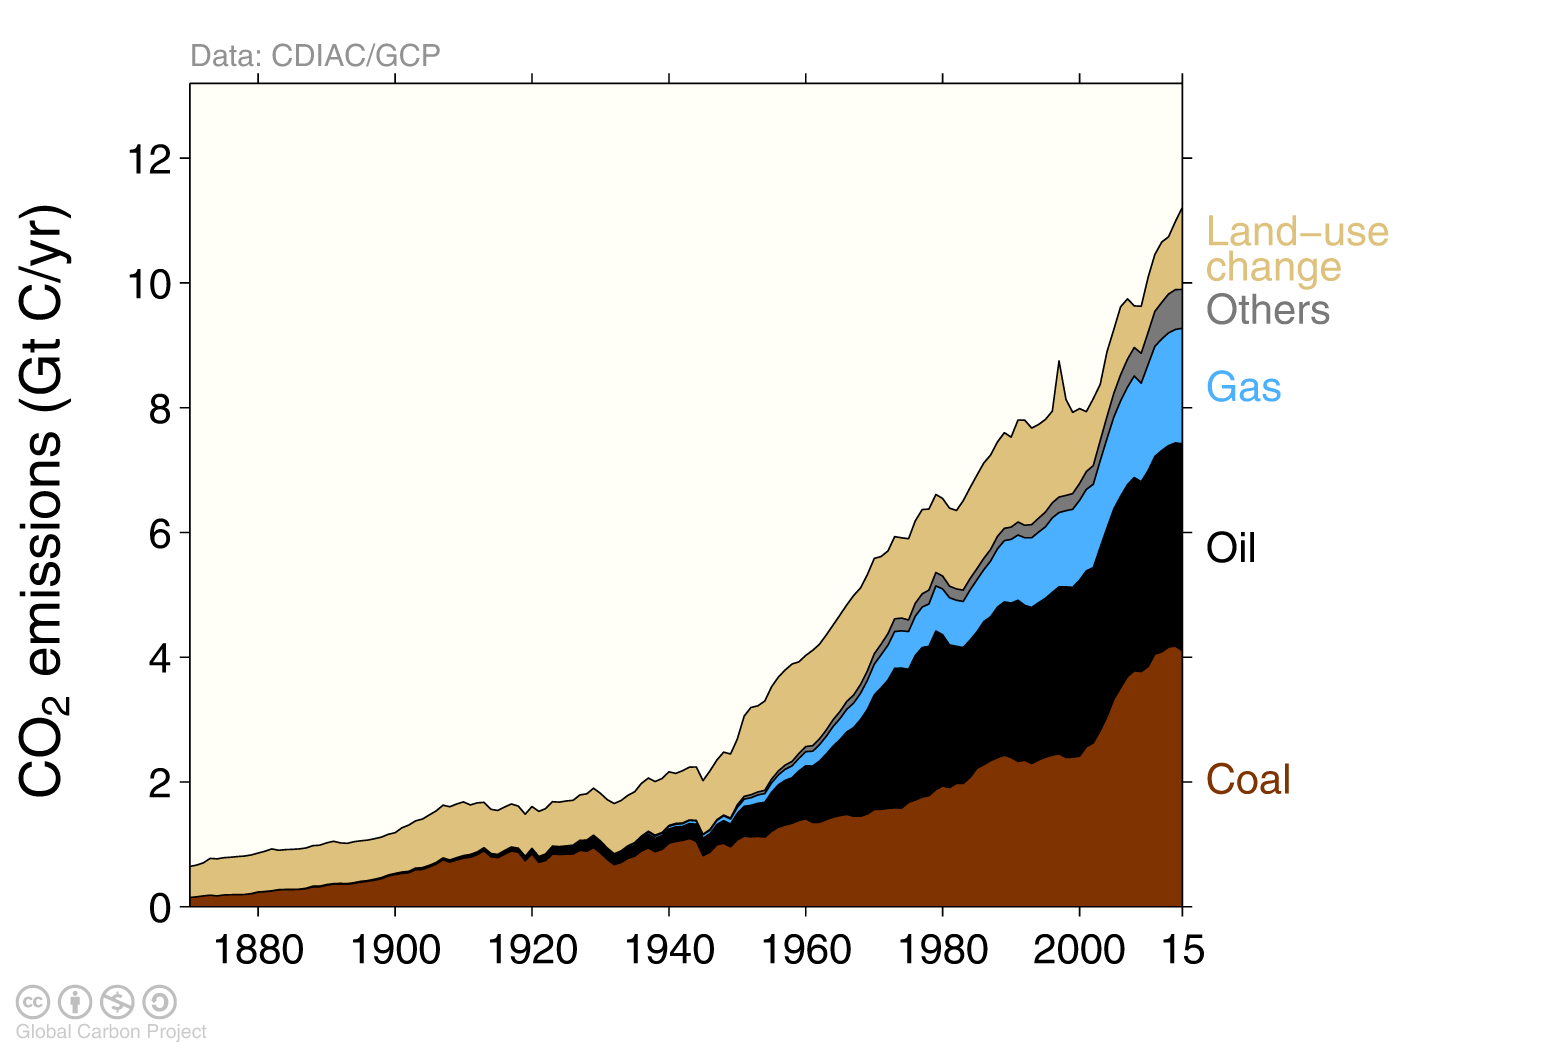 Data: CDIAC/GCP
CO2 emissions (Gt C/yr)
12
10
8
6
4
2
0
Land−use
change
Others
Gas
Oil
Coal
1880 1900 1920 1940 1960 1980 2000 15
cc
Global Carbon Project